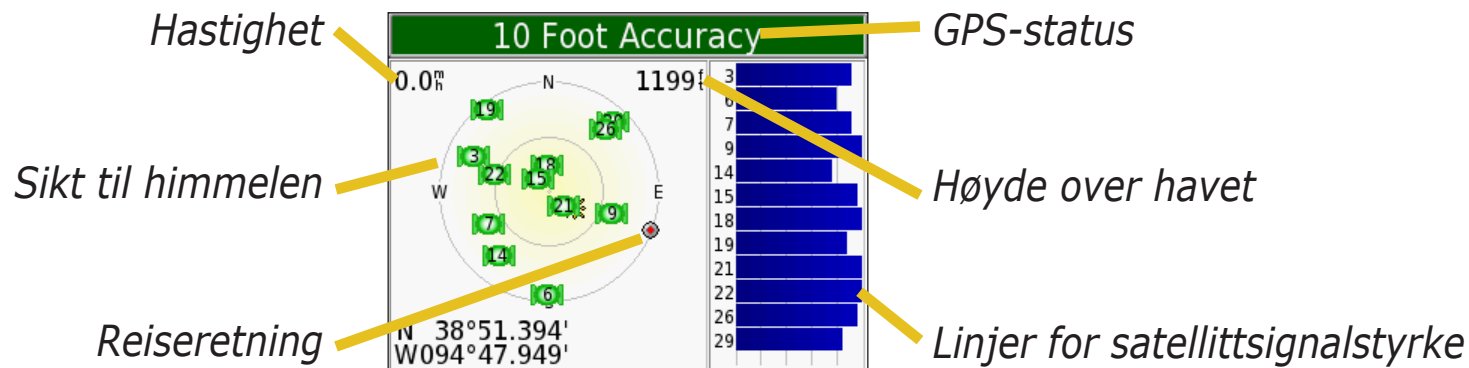 Hastighet
10 Foot Accuracy
GPS-status
0.0 mh
1199 ft
N
W
E
19
26
3
22
18
15
21
9
7
14
6
N 38°51.394'
W094°47.949'
3
6
7
9
14
15
18
19
21
22
26
29
Sikt til himmelen
Høyde over havet
Reiseretning
Linjer for satellittsignalstyrke